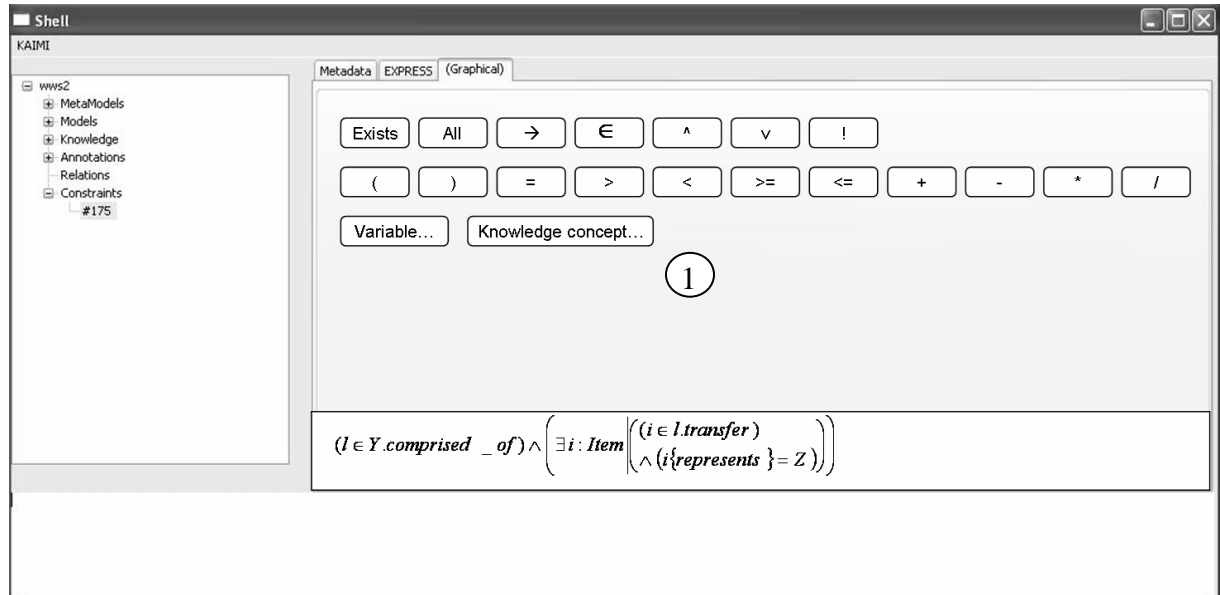 Shell
KAIMI
wws2
MetaModels
Models
Knowledge
Annotations
Relations
Constraints
#175
Metadata EXPRESS (Graphical)
Exists All → ∈ ^ v !
( ) = > < >= <= + - * /
Variable... Knowledge concept...
1
(l ∈ Y.comprised _ of) ∧ (∃ i : Item | ((i ∈ l.transfer) ∧ (i{represents } = Z)))